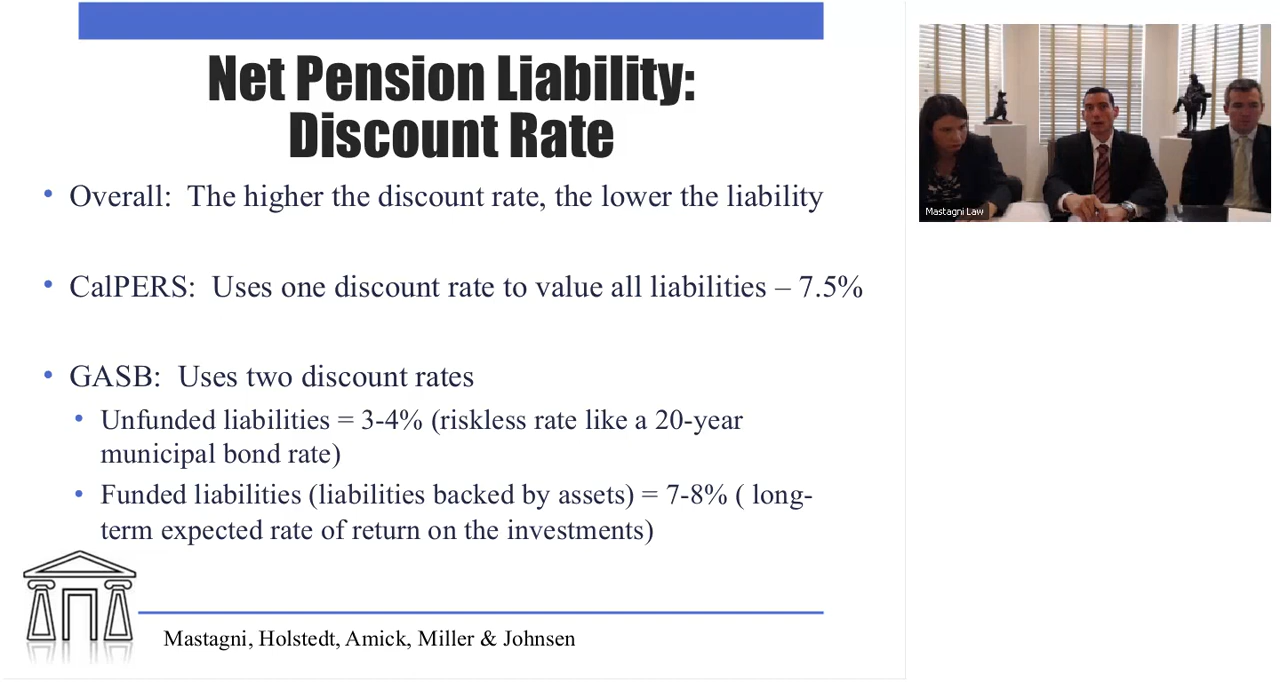 Net Pension Liability:
Discount Rate
• Overall:  The higher the discount rate, the lower the liability
• CalPERS:  Uses one discount rate to value all liabilities – 7.5%
• GASB:  Uses two discount rates
• Unfunded liabilities = 3-4% (riskless rate like a 20-year
municipal bond rate)
• Funded liabilities (liabilities backed by assets) = 7-8% ( long-
term expected rate of return on the investments)
Mastagni, Holstedt, Amick, Miller & Johnsen
Mastagni Law